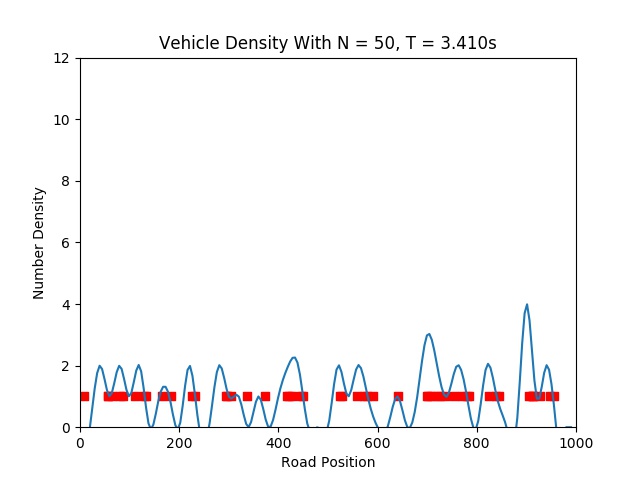 Vehicle Density With N = 50, T = 3.410s
12
10
8
6
4
2
0
Number Density
0 200 400 600 800 1000
Road Position